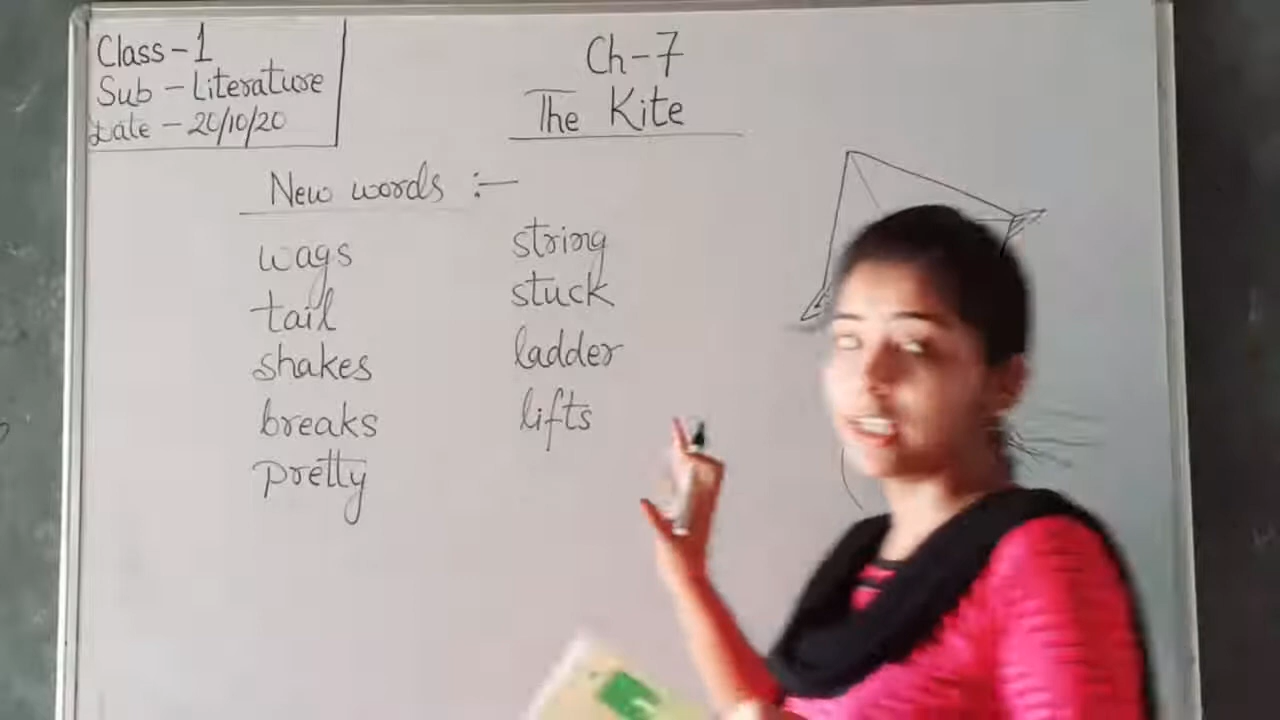 Class-1
Sub - Literature
Date - 20/10/20
Ch-7
The Kite
New words :-
wags
tail
shakes
breaks
pretty
string
stuck
ladder
lifts